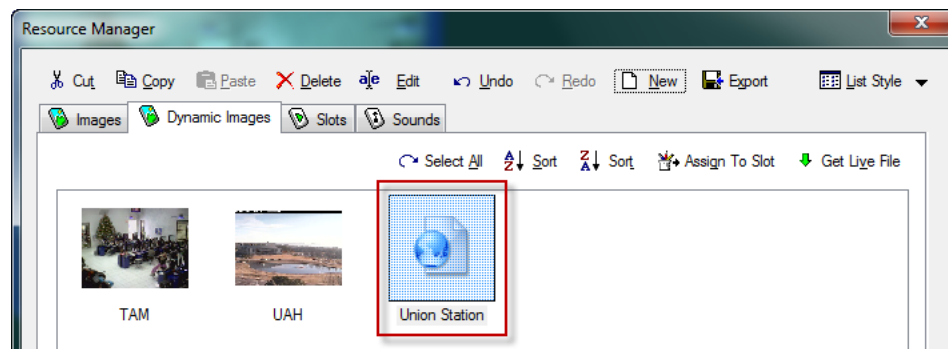 Resource Manager
X
Cut Copy Paste Delete a|e Edit Undo Redo New Export List Style
Images Dynamic Images Slots Sounds
Select All A Z Sort Z A Sort Assign To Slot Get Live File
TAM UAH Union Station